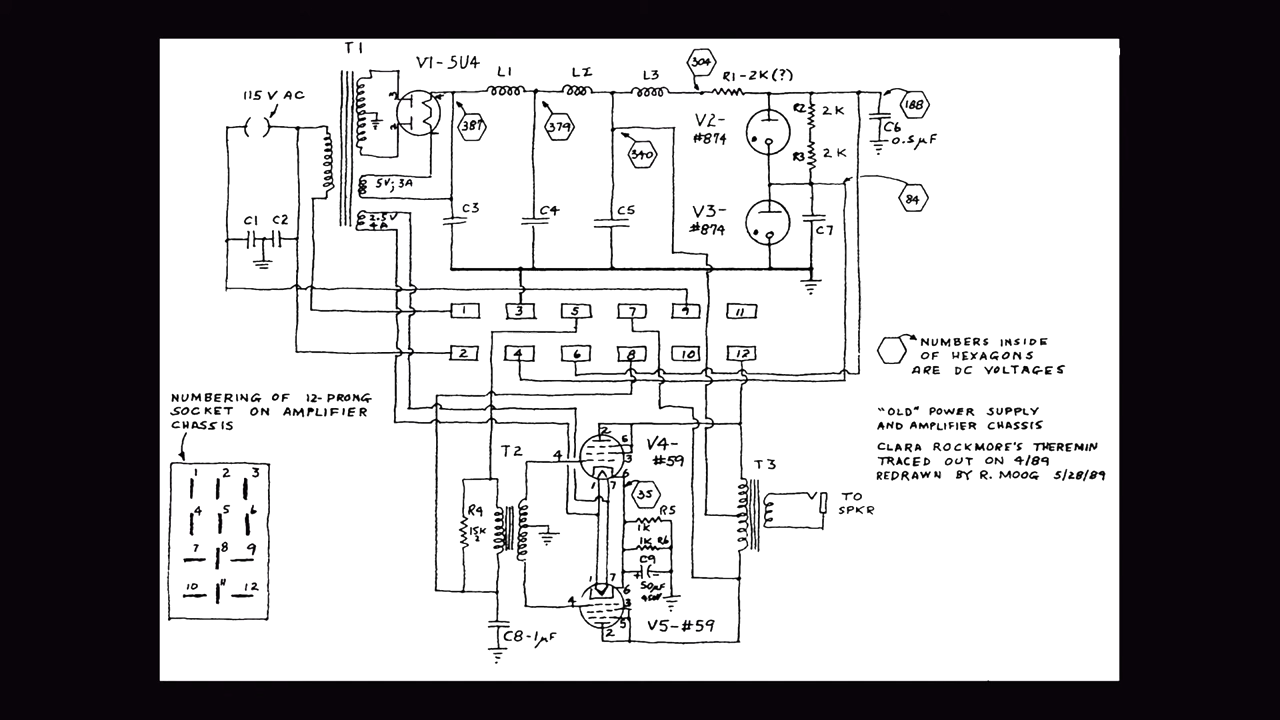 T1
V1-5U4
L1
L2
L3
304
R1-2K(?)
115 V AC
387
379
340
V2-
#874
R2
2K
R3
2K
188
C6
0.5µF
84
5V; 3A
2.5V
4A
C1
C2
C3
C4
C5
V3-
#874
C7
1
3
5
7
9
11
2
4
6
8
10
12
NUMBERS INSIDE
OF HEXAGONS
ARE DC VOLTAGES
NUMBERING OF 12-PRONG
SOCKET ON AMPLIFIER
CHASSIS
"OLD" POWER SUPPLY
AND AMPLIFIER CHASSIS
CLARA ROCKMORE'S THEREMIN
TRACED OUT ON 4/89
REDRAWN BY R. MOOG 5/28/89
1 2 3
4 5 6
7 8 9
10 11 12
T2
4
2
5
3
6
1 7
V4-
#59
35
R4
15K
R5
1K
1K R6
C9
+ -
50µF
T3
TO
SPKR
1 7
4
6
3
5
2
V5-#59
C8-1µF